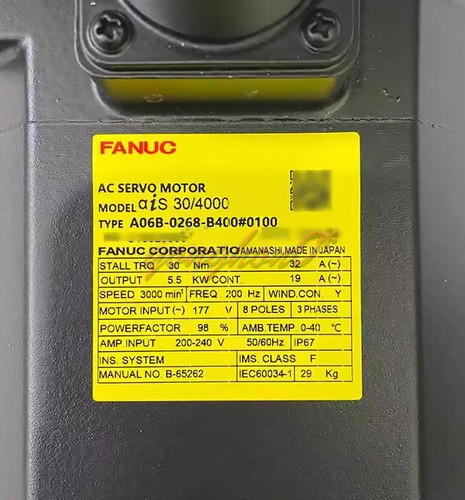 FANUC
AC SERVO MOTOR
MODEL αiS 30/4000
TYPE A06B-0268-B400#0100
FANUC CORPORATIO AMANASHI, MADE IN JAPAN
STALL TRQ 30 Nm 32 A (~)
OUTPUT 5.5 KW CONT. 19 A (~)
SPEED 3000 min¹ FREQ. 200 Hz WIND.CON. Y
MOTOR INPUT (~) 177 V 8 POLES 3 PHASES
POWERFACTOR 98 % AMB.TEMP. 0-40 ℃
AMP INPUT 200-240 V 50/60Hz IP67
INS. SYSTEM IMS. CLASS F
MANUAL NO. B-65262 IEC60034-1 29 Kg